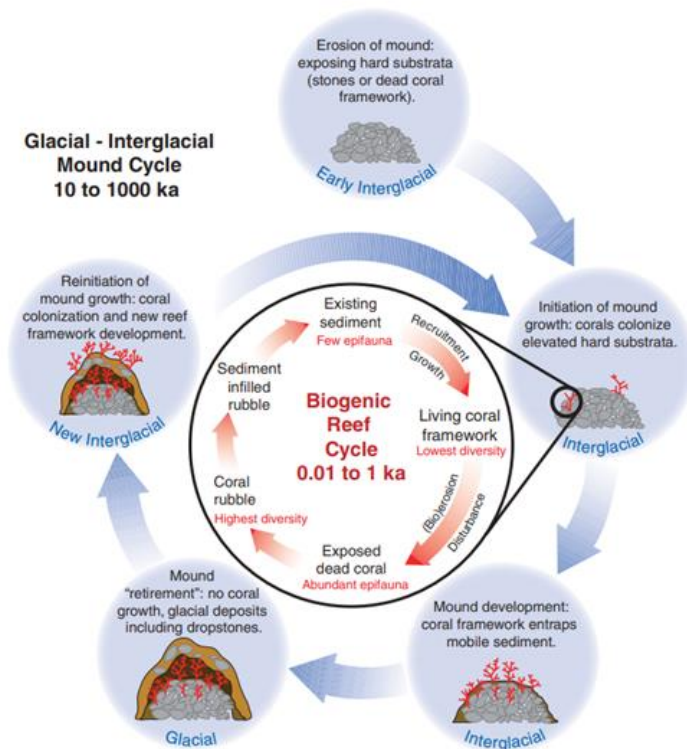 Erosion of mound:
exposing hard substrata
(stones or dead coral
framework).
Early Interglacial
Glacial - Interglacial
Mound Cycle
10 to 1000 ka
Reinitiation of
mound growth: coral
colonization and new reef
framework development.
New Interglacial
Initiation of mound
growth: corals colonize
elevated hard substrata.
Interglacial
Existing
sediment
Few epifauna
Recruitment
Growth
Living coral
framework
Lowest diversity
(Bio)erosion
Disturbance
Exposed
dead coral
Abundant epifauna
Coral
rubble
Highest diversity
Sediment
infilled
rubble
Biogenic
Reef
Cycle
0.01 to 1 ka
Mound development:
coral framework entraps
mobile sediment.
Interglacial
Mound
"retirement": no coral
growth, glacial deposits
including dropstones.
Glacial